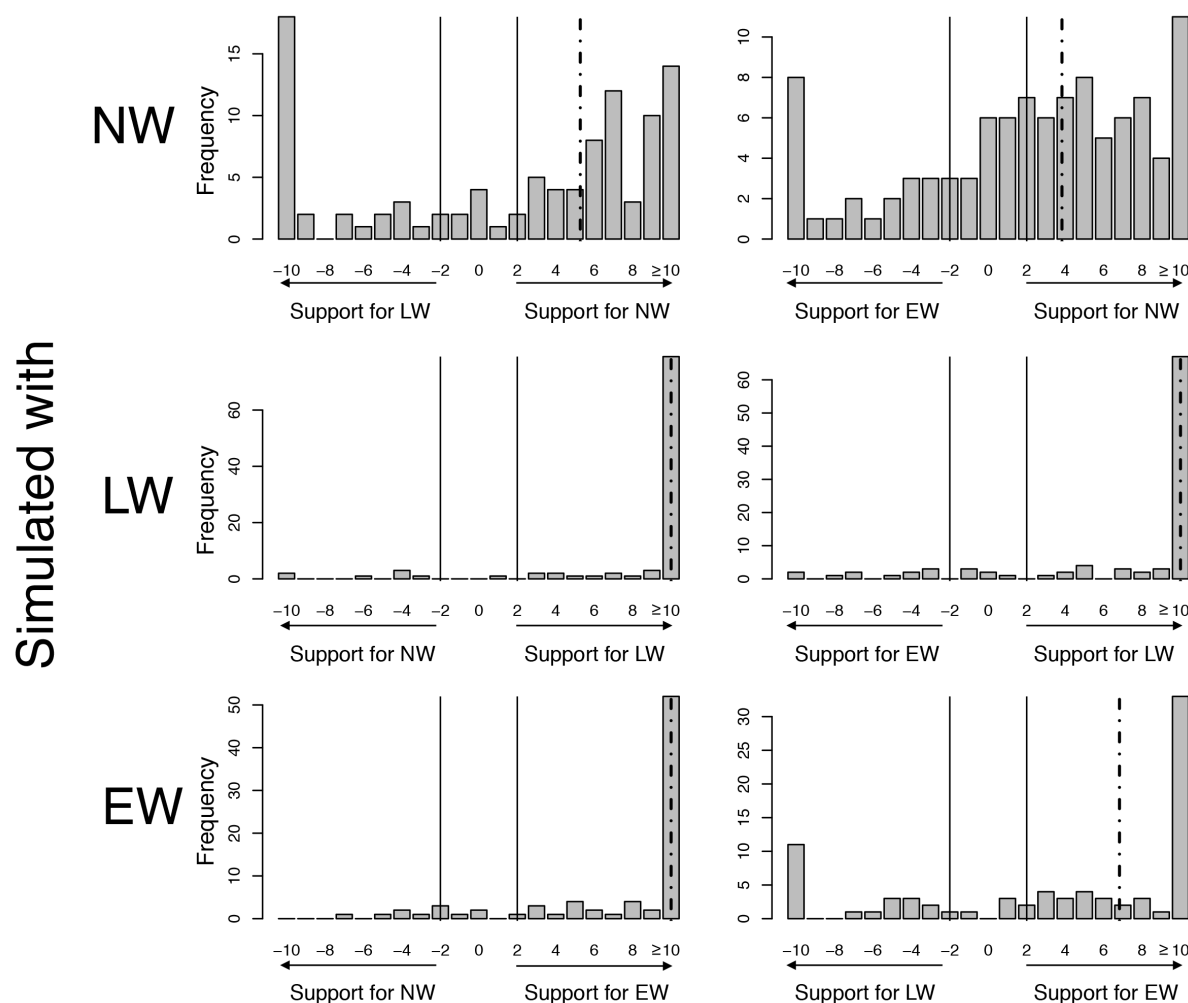 Simulated with
NW
Frequency
0 5 10 15
−10 −8 −6 −4 −2 0 2 4 6 8 ≥10
Support for LW Support for NW
0 2 4 6 8 10
−10 −8 −6 −4 −2 0 2 4 6 8 ≥10
Support for EW Support for NW
LW
Frequency
0 20 40 60
−10 −8 −6 −4 −2 0 2 4 6 8 ≥10
Support for NW Support for LW
0 10 20 30 40 50 60
−10 −8 −6 −4 −2 0 2 4 6 8 ≥10
Support for EW Support for LW
EW
Frequency
0 10 20 30 40 50
−10 −8 −6 −4 −2 0 2 4 6 8 ≥10
Support for NW Support for EW
0 5 10 15 20 25 30
−10 −8 −6 −4 −2 0 2 4 6 8 ≥10
Support for LW Support for EW